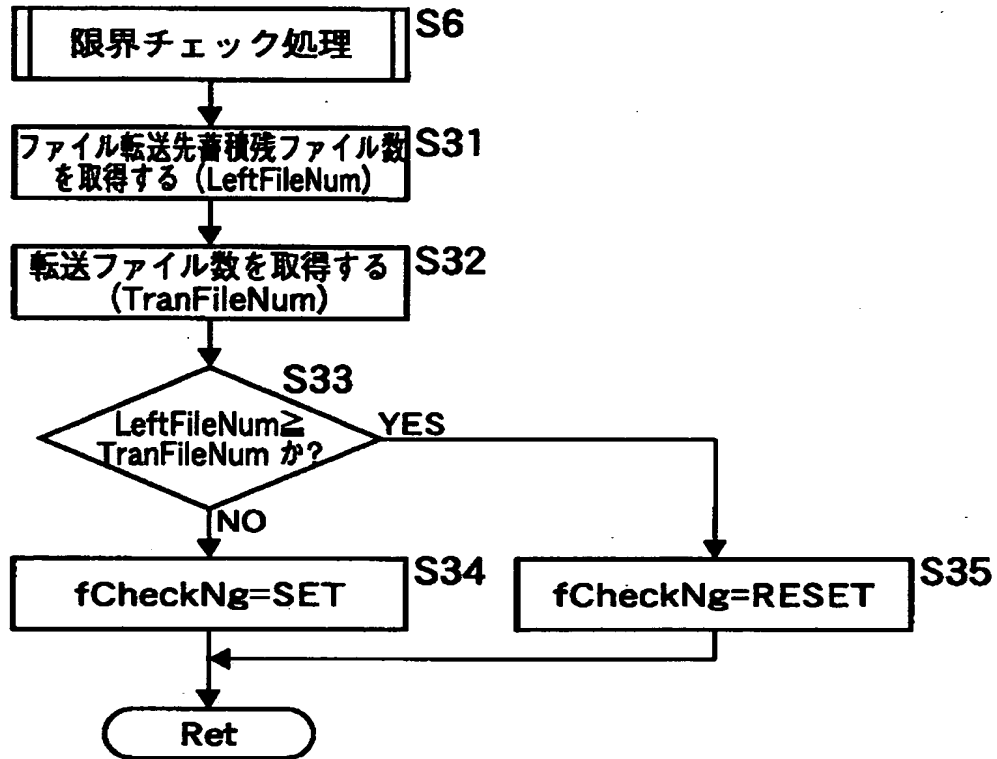 限界チェック処理
S6
ファイル転送先蓄積残ファイル数
を取得する (LeftFileNum)
S31
転送ファイル数を取得する
(TranFileNum)
S32
S33
LeftFileNum≧
TranFileNum か?
YES
NO
fCheckNg=SET
S34
fCheckNg=RESET
S35
Ret